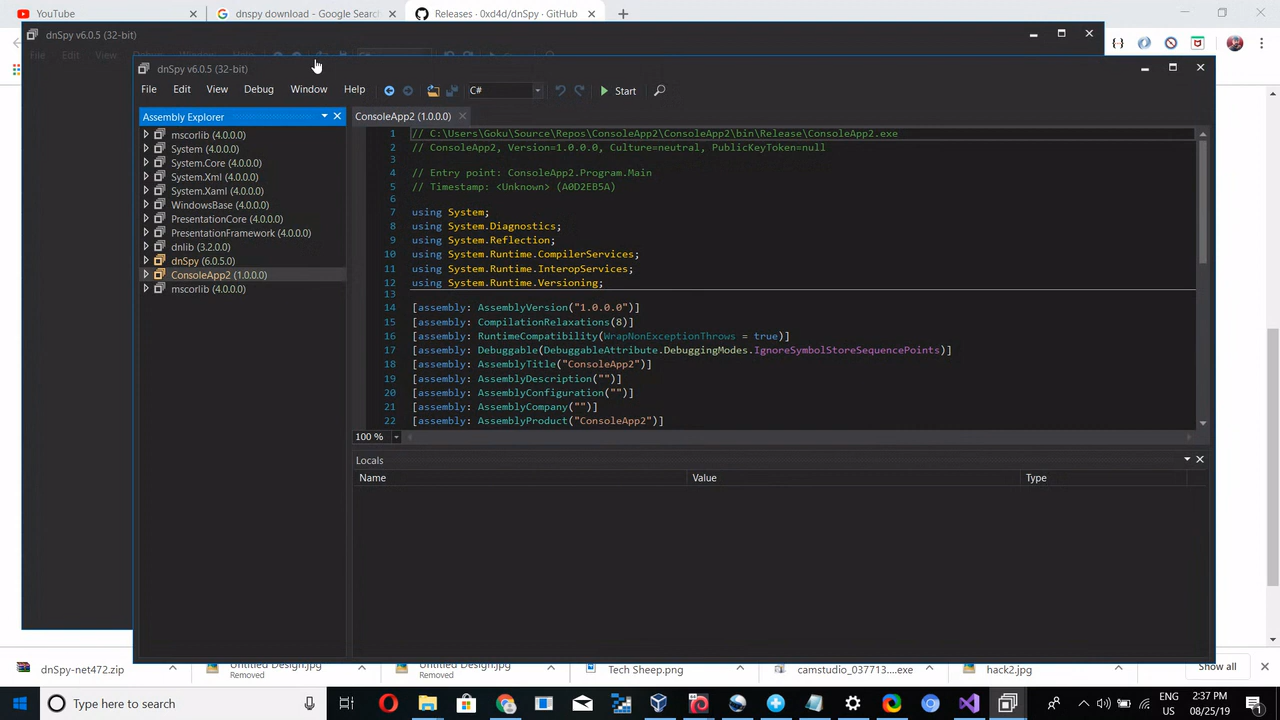 YouTube
dnspy download - Google Searc
Releases · 0xd4d/dnSpy · GitHub
dnSpy v6.0.5 (32-bit)
File Edit View Debug Window Help
dnSpy v6.0.5 (32-bit)
File Edit View Debug Window Help C# Start
Assembly Explorer
mscorlib (4.0.0.0)
System (4.0.0.0)
System.Core (4.0.0.0)
System.Xml (4.0.0.0)
System.Xaml (4.0.0.0)
WindowsBase (4.0.0.0)
PresentationCore (4.0.0.0)
PresentationFramework (4.0.0.0)
dnlib (3.2.0.0)
dnSpy (6.0.5.0)
ConsoleApp2 (1.0.0.0)
mscorlib (4.0.0.0)
ConsoleApp2 (1.0.0.0)
1 // C:\Users\Goku\Source\Repos\ConsoleApp2\ConsoleApp2\bin\Release\ConsoleApp2.exe
2 // ConsoleApp2, Version=1.0.0.0, Culture=neutral, PublicKeyToken=null
3
4 // Entry point: ConsoleApp2.Program.Main
5 // Timestamp: <Unknown> (A0D2EB5A)
6
7 using System;
8 using System.Diagnostics;
9 using System.Reflection;
10 using System.Runtime.CompilerServices;
11 using System.Runtime.InteropServices;
12 using System.Runtime.Versioning;
13
14 [assembly: AssemblyVersion("1.0.0.0")]
15 [assembly: CompilationRelaxations(8)]
16 [assembly: RuntimeCompatibility(WrapNonExceptionThrows = true)]
17 [assembly: Debuggable(DebuggableAttribute.DebuggingModes.IgnoreSymbolStoreSequencePoints)]
18 [assembly: AssemblyTitle("ConsoleApp2")]
19 [assembly: AssemblyDescription("")]
20 [assembly: AssemblyConfiguration("")]
21 [assembly: AssemblyCompany("")]
22 [assembly: AssemblyProduct("ConsoleApp2")]
100 %
Locals
Name Value Type
dnSpy-net472.zip
Untitled Design.jpg
Removed
Untitled Design.jpg
Removed
Tech Sheep.png
camstudio_037713....exe
hack2.jpg
Show all
Type here to search
ENG
US
2:37 PM
08/25/19